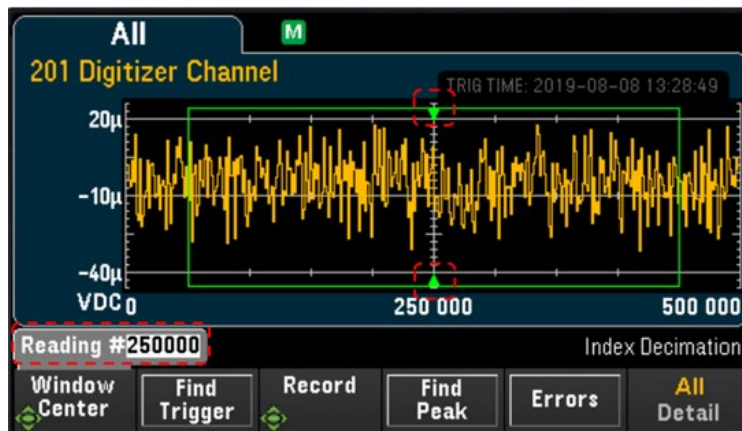 All
M
201 Digitizer Channel
TRIG TIME: 2019-08-08 13:28:49
20µ
-10µ
-40µ
VDC 0 250 000 500 000
Reading #250000 Index Decimation
Window Center
Find Trigger
Record
Find Peak
Errors
All
Detail